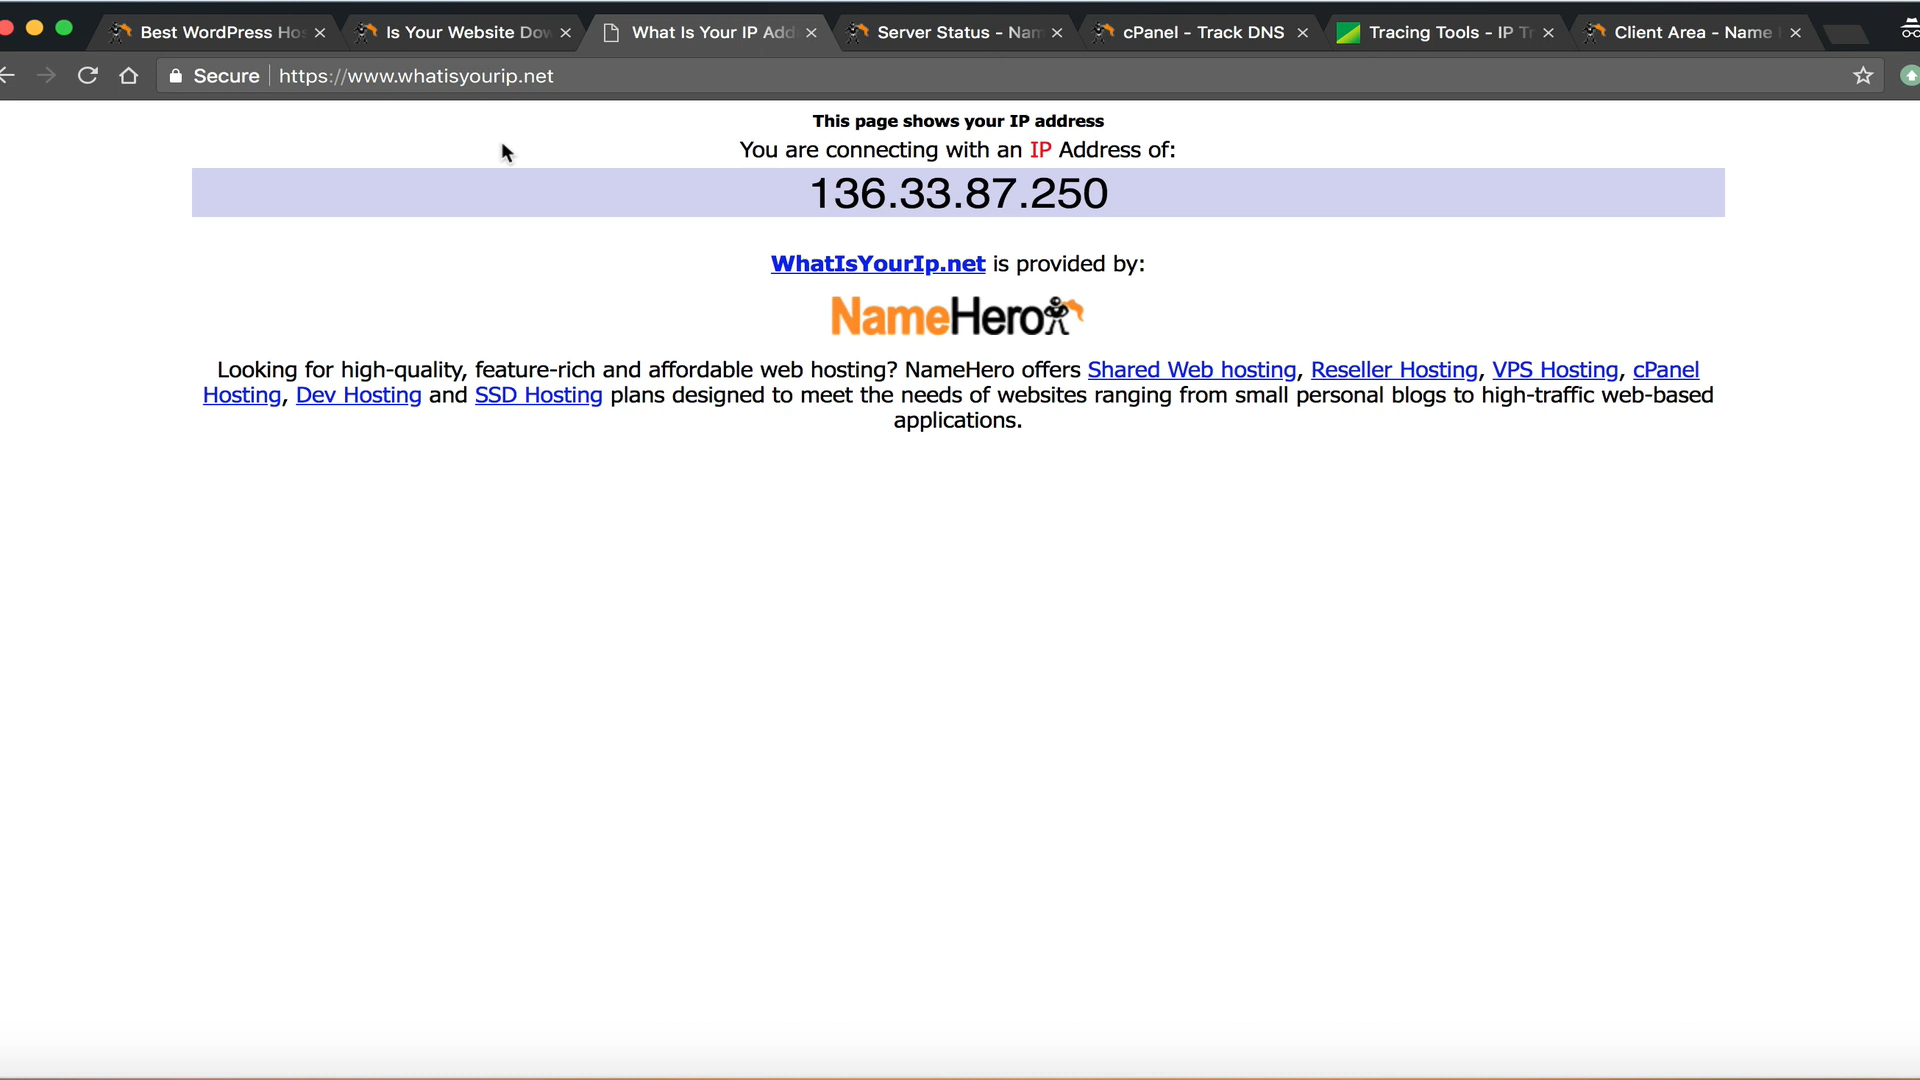 Best WordPress Hos
Is Your Website Dow
What Is Your IP Add
Server Status - Nam
cPanel - Track DNS
Tracing Tools - IP Tr
Client Area - Name
Secure
https://www.whatisyourip.net
This page shows your IP address
You are connecting with an IP Address of:
136.33.87.250
WhatIsYourIp.net is provided by:
NameHero
Looking for high-quality, feature-rich and affordable web hosting? NameHero offers Shared Web hosting, Reseller Hosting, VPS Hosting, cPanel
Hosting, Dev Hosting and SSD Hosting plans designed to meet the needs of websites ranging from small personal blogs to high-traffic web-based
applications.